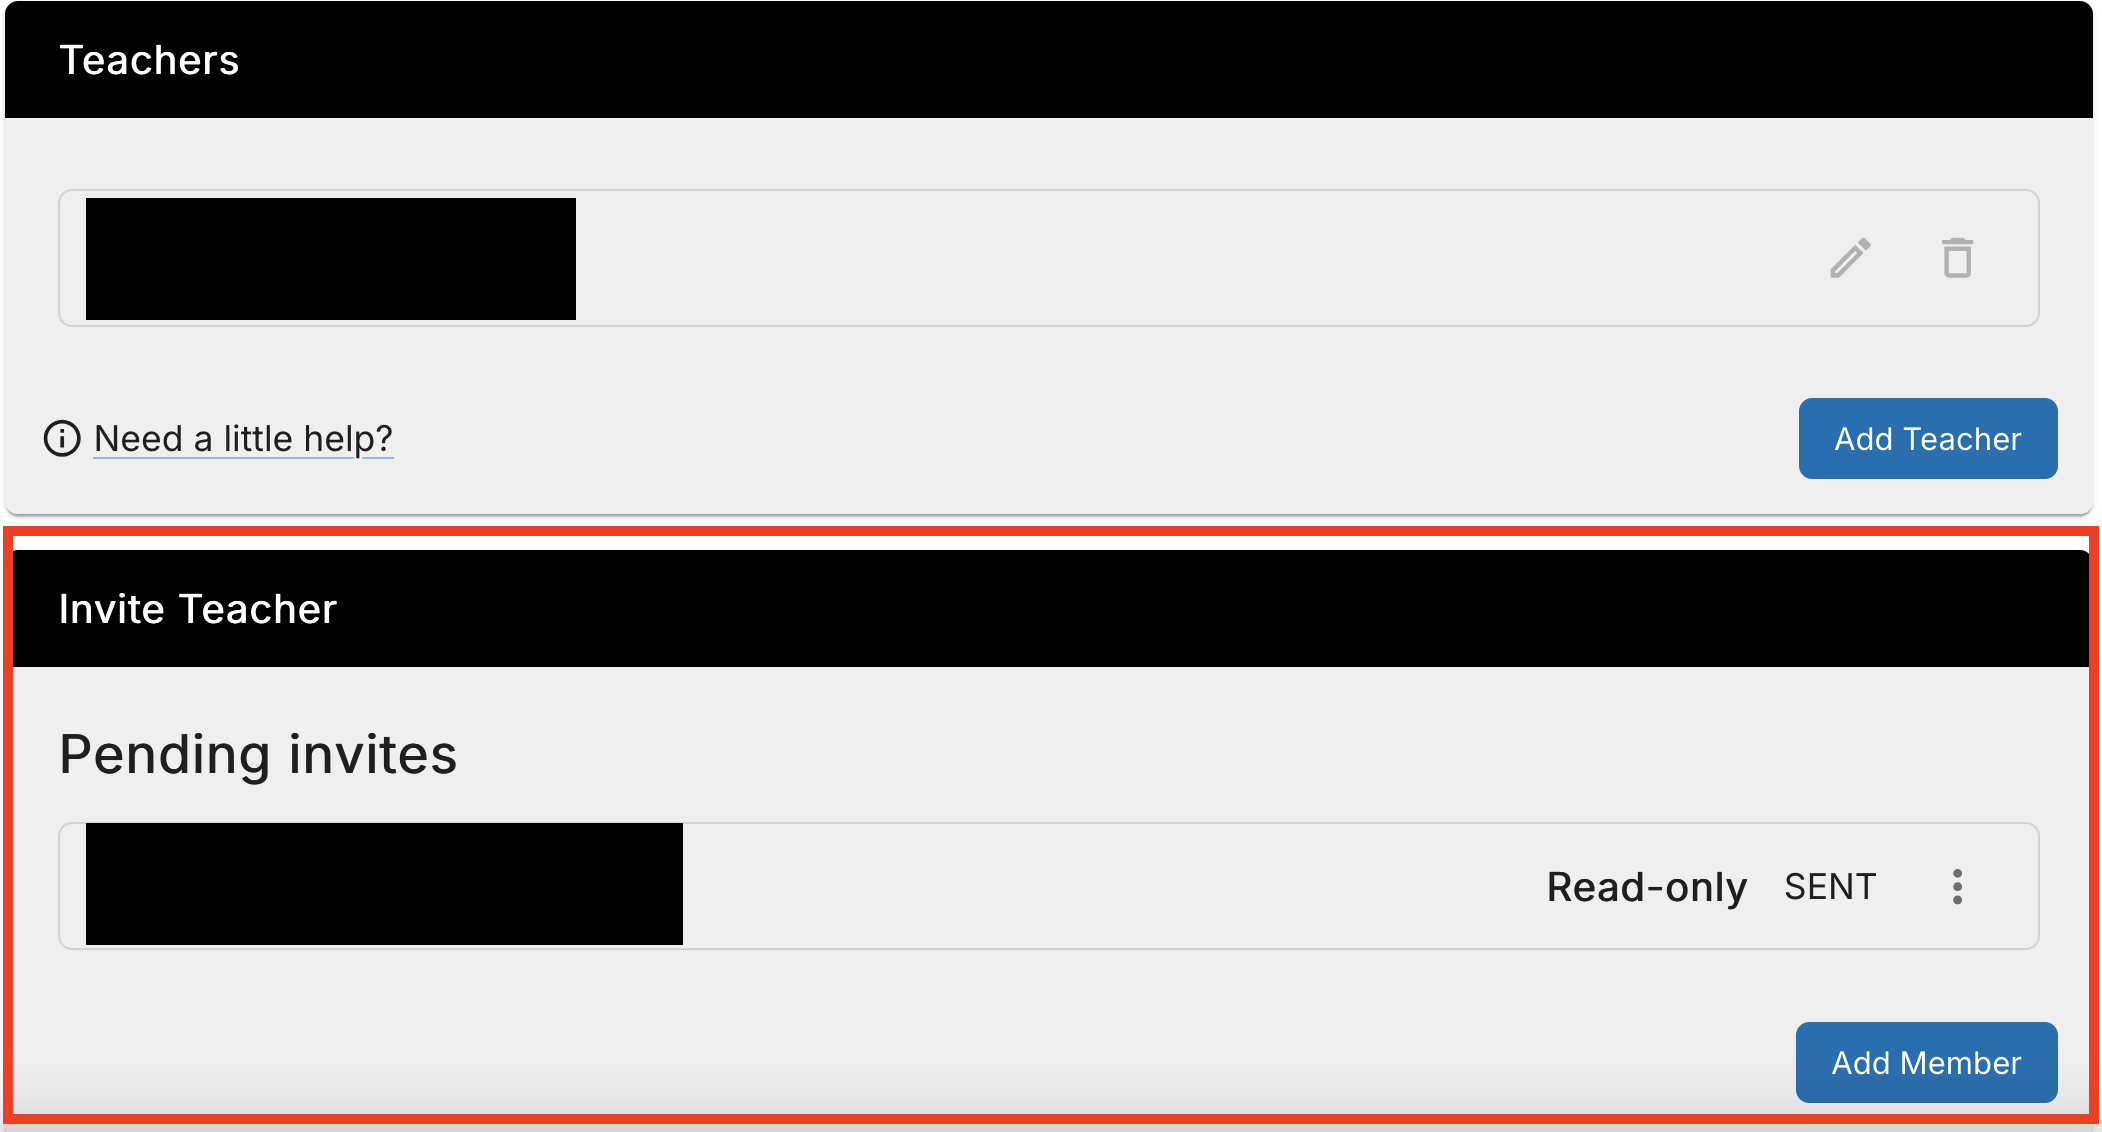 Teachers
Need a little help?
Add Teacher
Invite Teacher
Pending invites
Read-only SENT
Add Member